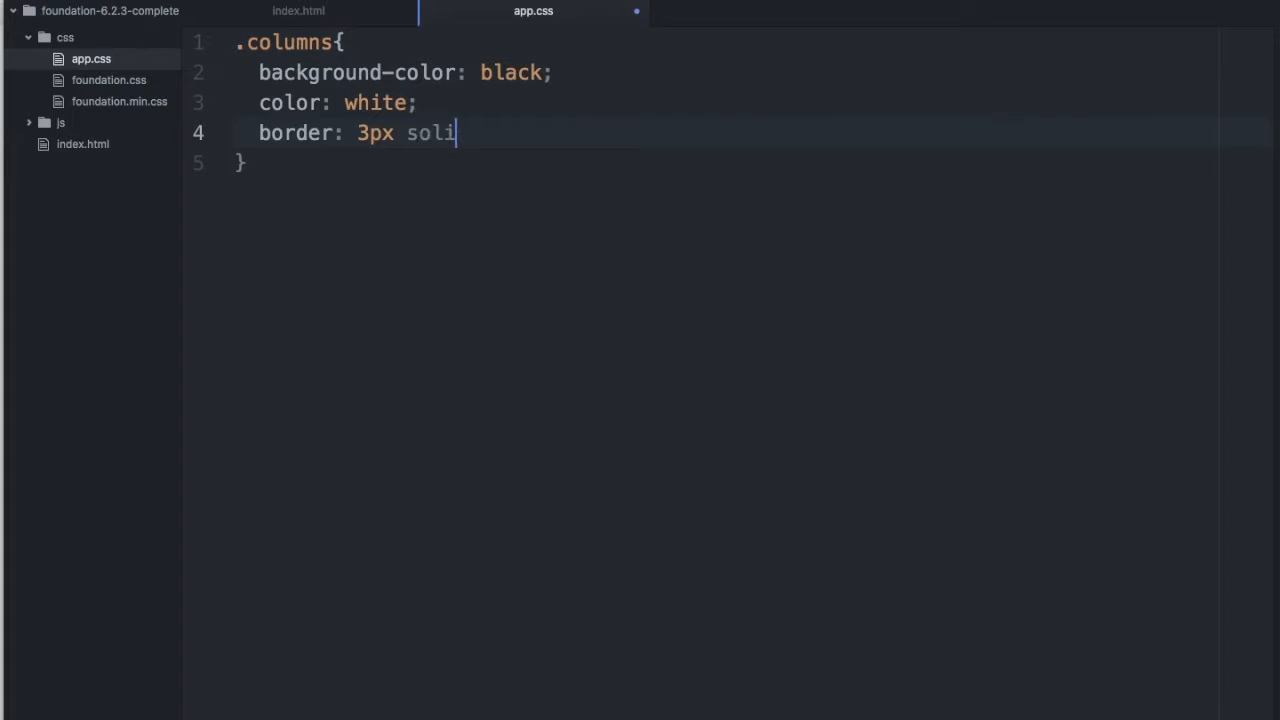 foundation-6.2.3-complete
index.html
app.css
css
app.css
foundation.css
foundation.min.css
js
index.html
1 .columns{
2 background-color: black;
3 color: white;
4 border: 3px soli
5 }